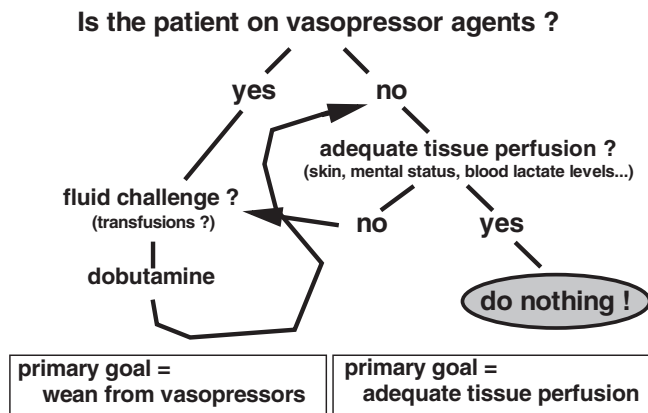 Is the patient on vasopressor agents ?
yes
no
adequate tissue perfusion ?
(skin, mental status, blood lactate levels...)
fluid challenge ?
(transfusions ?)
no
yes
dobutamine
do nothing !
primary goal =
wean from vasopressors
primary goal =
adequate tissue perfusion